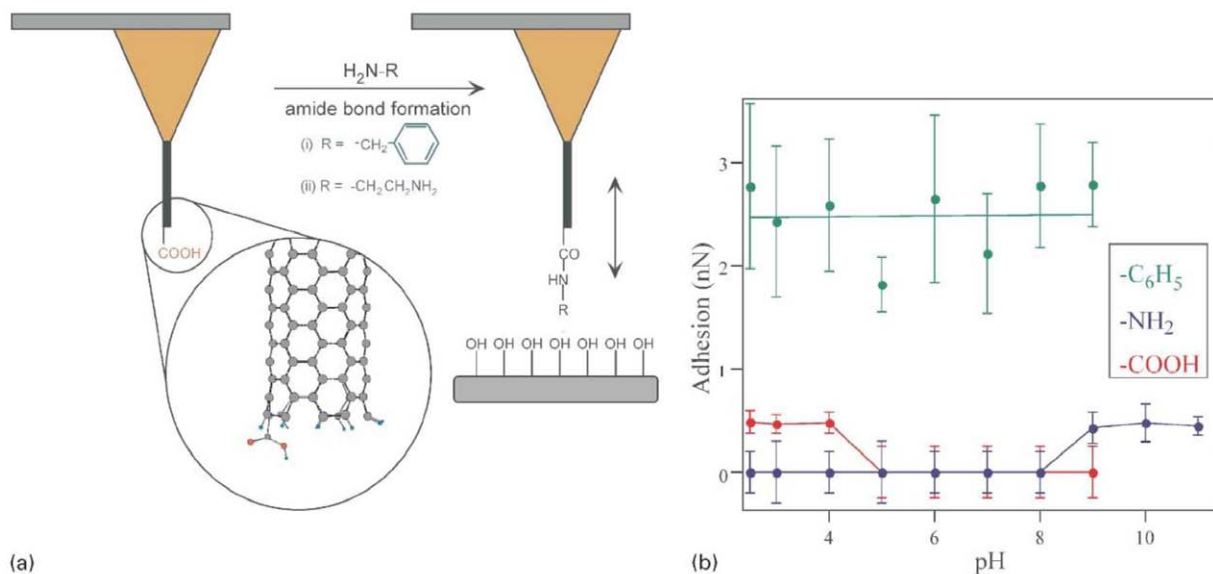 H₂N-R
amide bond formation
(i) R = -CH₂
(ii) R = -CH₂CH₂NH₂
COOH
CO
HN
R
OH OH OH OH OH OH OH
(a)
Adhesion (nN)
3
2
1
0
-C₆H₅
-NH₂
-COOH
4 6 8 10
pH
(b)